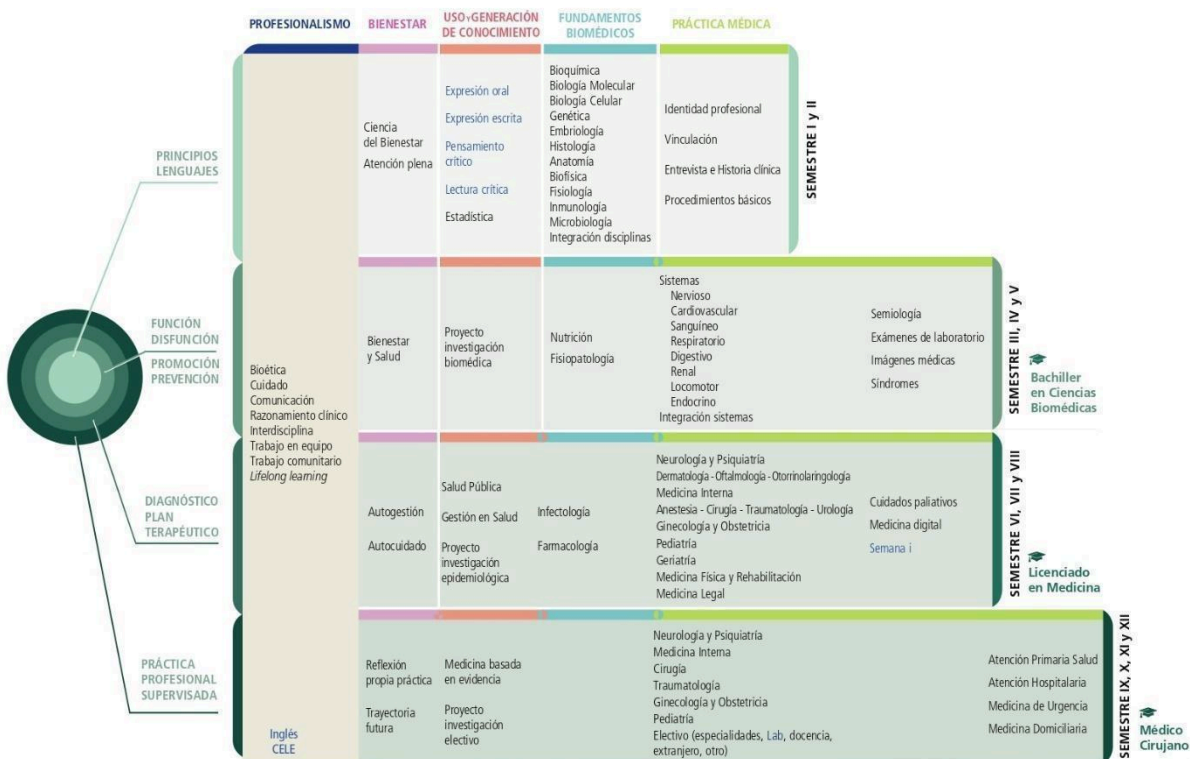 PROFESIONALISMO
BIENESTAR
USO Y GENERACIÓN
DE CONOCIMIENTO
FUNDAMENTOS
BIOMÉDICOS
PRÁCTICA MÉDICA
PRINCIPIOS
LENGUAJES
FUNCIÓN
DISFUNCIÓN
PROMOCIÓN
PREVENCIÓN
DIAGNÓSTICO
PLAN
TERAPÉUTICO
PRÁCTICA
PROFESIONAL
SUPERVISADA
Bioética
Cuidado
Comunicación
Razonamiento clínico
Interdisciplina
Trabajo en equipo
Trabajo comunitario
Lifelong learning
Inglés
CELE
Ciencia
del Bienestar
Atención plena
Expresión oral
Expresión escrita
Pensamiento
crítico
Lectura crítica
Estadística
Bioquímica
Biología Molecular
Biología Celular
Genética
Embriología
Histología
Anatomía
Biofísica
Fisiología
Inmunología
Microbiología
Integración disciplinas
Identidad profesional
Vinculación
Entrevista e Historia clínica
Procedimientos básicos
SEMESTRE I y II
Bienestar
y Salud
Proyecto
investigación
biomédica
Nutrición
Fisiopatología
Sistemas
Nervioso
Cardiovascular
Sanguíneo
Respiratorio
Digestivo
Renal
Locomotor
Endocrino
Integración sistemas
Semiología
Exámenes de laboratorio
Imágenes médicas
Síndromes
SEMESTRE III, IV y V
Bachiller
en Ciencias
Biomédicas
Autogestión
Autocuidado
Salud Pública
Gestión en Salud
Proyecto
investigación
epidemiológica
Infectología
Farmacología
Neurología y Psiquiatría
Dermatología - Oftalmología - Otorrinolaringología
Medicina Interna
Anestesia - Cirugía - Traumatología - Urología
Ginecología y Obstetricia
Pediatría
Geriatría
Medicina Física y Rehabilitación
Medicina Legal
Cuidados paliativos
Medicina digital
Semana i
SEMESTRE VI, VII y VIII
Licenciado
en Medicina
Reflexión
propia práctica
Trayectoria
futura
Medicina basada
en evidencia
Proyecto
investigación
electivo
Neurología y Psiquiatría
Medicina Interna
Cirugía
Traumatología
Ginecología y Obstetricia
Pediatría
Electivo (especialidades, Lab, docencia,
extranjero, otro)
Atención Primaria Salud
Atención Hospitalaria
Medicina de Urgencia
Medicina Domiciliaria
SEMESTRE IX, X, XI y XII
Médico
Cirujano